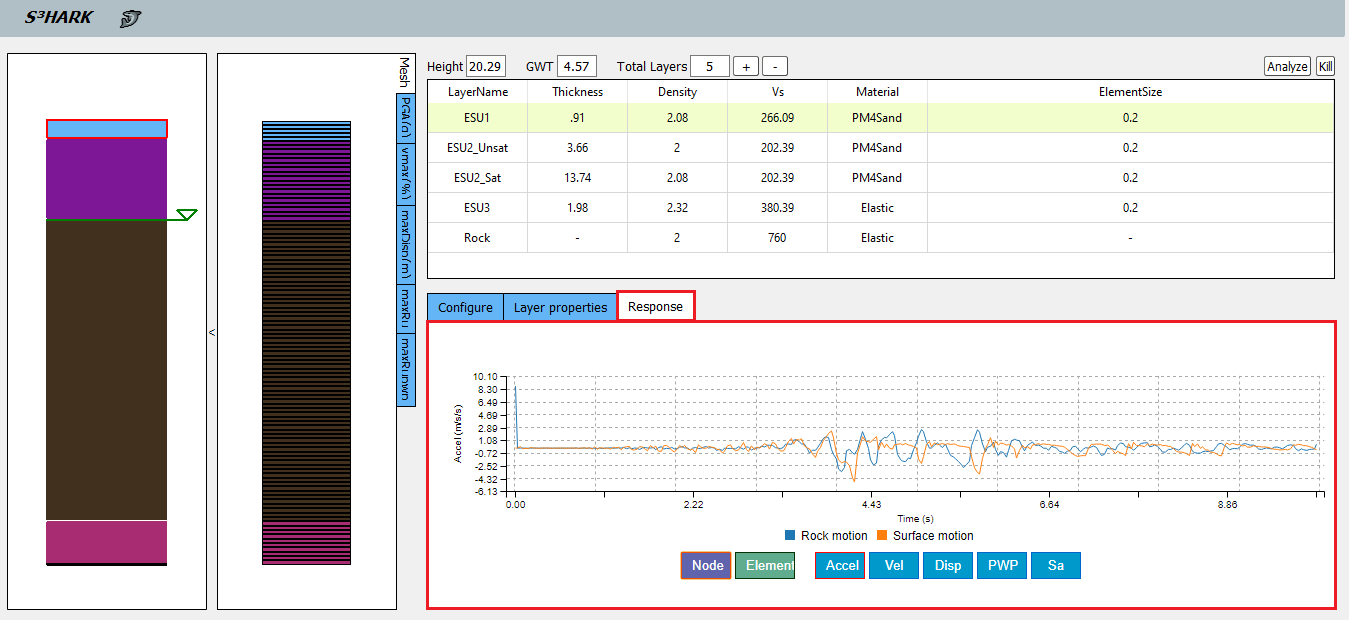 S³HARK
Height 20.29 GWT 4.57 Total Layers 5 + - Analyze Kill
LayerName Thickness Density Vs Material ElementSize
ESU1 .91 2.08 266.09 PM4Sand 0.2
ESU2_Unsat 3.66 2 202.39 PM4Sand 0.2
ESU2_Sat 13.74 2.08 202.39 PM4Sand 0.2
ESU3 1.98 2.32 380.39 Elastic 0.2
Rock - 2 760 Elastic -
Mesh
PGA(g)
γmax(%)
maxDisp(m)
maxRu
maxRupwp
<
Configure Layer properties Response
Accel (m/s/s)
10.10
8.30
6.49
4.69
2.89
1.08
-0.72
-2.52
-4.32
-6.13
0.00 2.22 4.43 6.64 8.86
Time (s)
Rock motion Surface motion
Node Element Accel Vel Disp PWP Sa